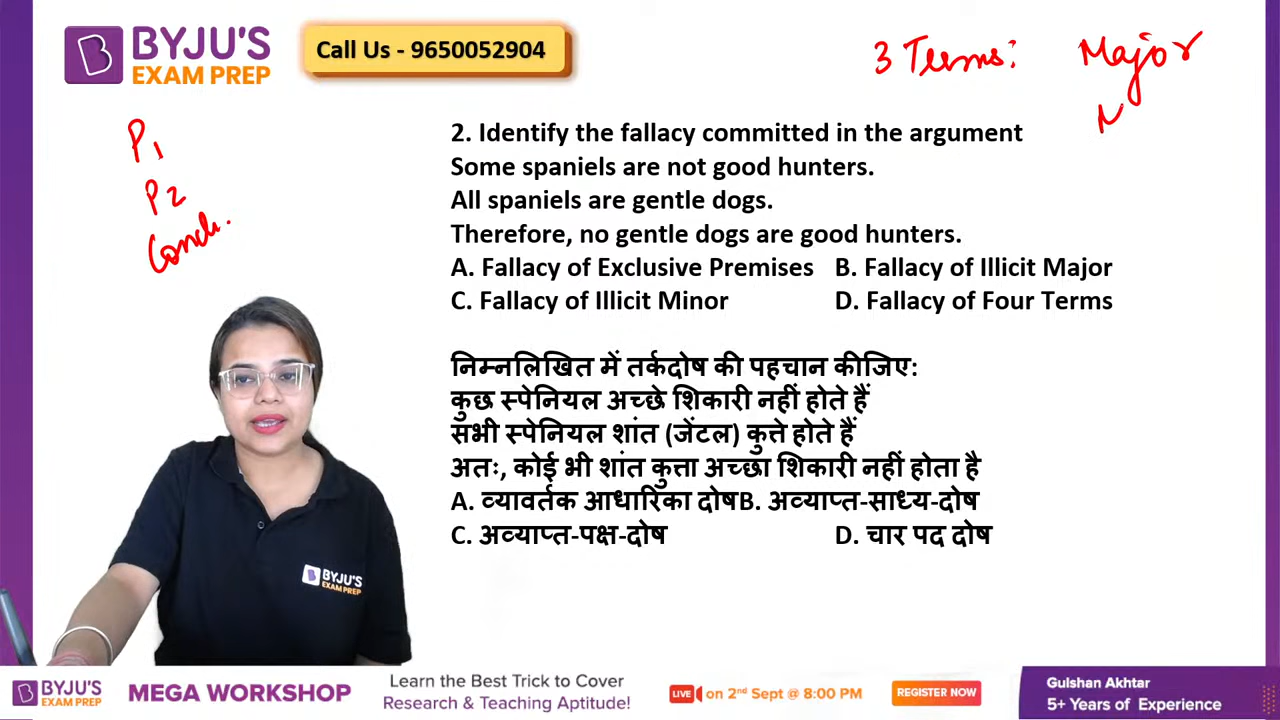 BYJU'S
EXAM PREP
Call Us - 9650052904
3 Terms: Major
P1
P2
Conclu.
2. Identify the fallacy committed in the argument
Some spaniels are not good hunters.
All spaniels are gentle dogs.
Therefore, no gentle dogs are good hunters.
A. Fallacy of Exclusive Premises B. Fallacy of Illicit Major
C. Fallacy of Illicit Minor D. Fallacy of Four Terms
निम्नलिखित में तर्कदोष की पहचान कीजिए:
कुछ स्पेनियल अच्छे शिकारी नहीं होते हैं
सभी स्पेनियल शांत (जेंटल) कुत्ते होते हैं
अतः, कोई भी शांत कुत्ता अच्छा शिकारी नहीं होता है
A. व्यावर्तक आधारिका दोषB. अव्याप्त-साध्य-दोष
C. अव्याप्त-पक्ष-दोष D. चार पद दोष
BYJU'S
EXAM PREP
BYJU'S
EXAM PREP
MEGA WORKSHOP
Learn the Best Trick to Cover
Research & Teaching Aptitude!
LIVE on 2nd Sept @ 8:00 PM
REGISTER NOW
Gulshan Akhtar
5+ Years of Experience